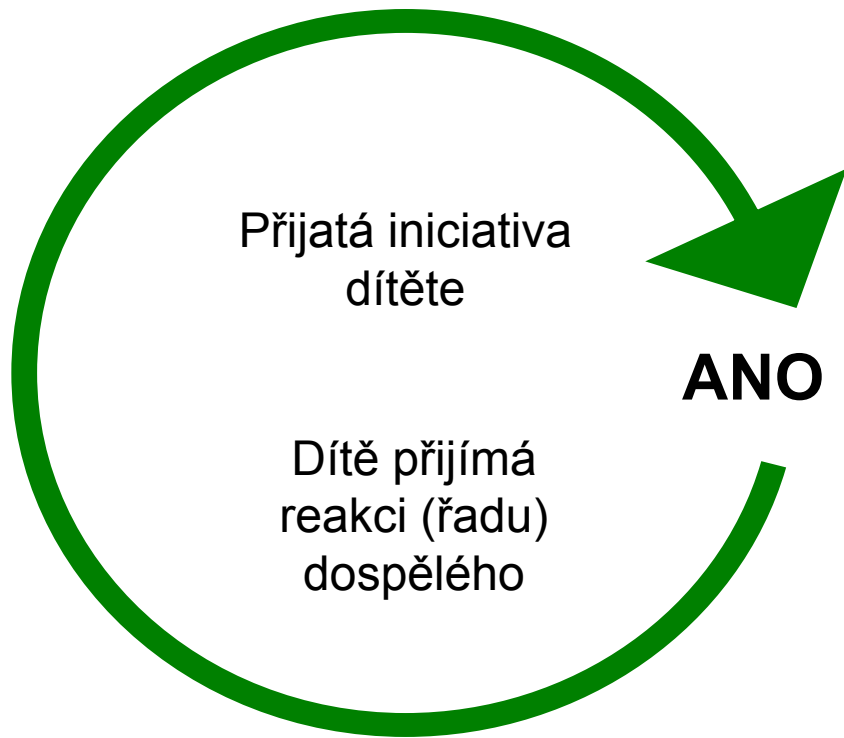 Přijatá iniciativa
dítěte
ANO
Dítě přijímá
reakci (řadu)
dospělého